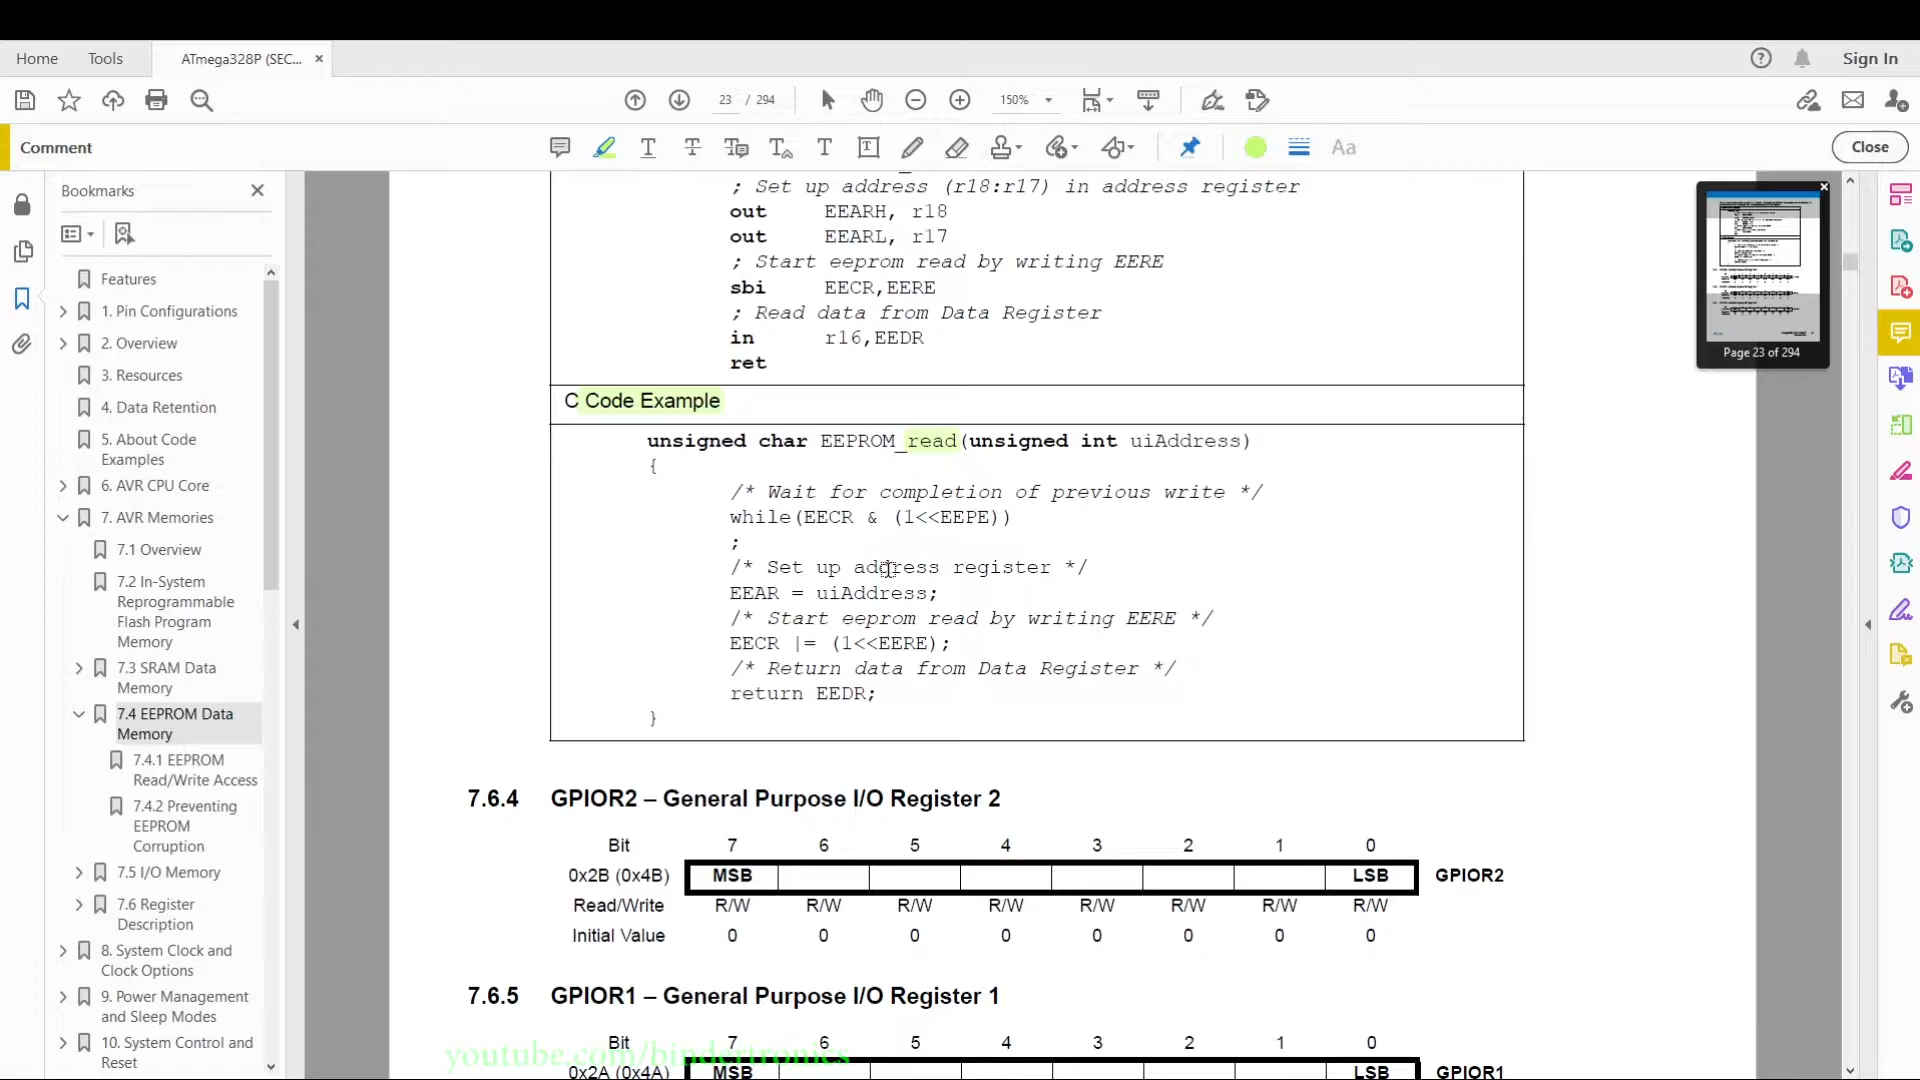 Home
Tools
ATmega328P (SEC...
Sign In
23 / 294
150%
Comment
Aa
Close
Bookmarks
Features
1. Pin Configurations
2. Overview
3. Resources
4. Data Retention
5. About Code
Examples
6. AVR CPU Core
7. AVR Memories
7.1 Overview
7.2 In-System
Reprogrammable
Flash Program
Memory
7.3 SRAM Data
Memory
7.4 EEPROM Data
Memory
7.4.1 EEPROM
Read/Write Access
7.4.2 Preventing
EEPROM
Corruption
7.5 I/O Memory
7.6 Register
Description
8. System Clock and
Clock Options
9. Power Management
and Sleep Modes
10. System Control and
Reset
; Set up address (r18:r17) in address register
out EEARH, r18
out EEARL, r17
; Start eeprom read by writing EERE
sbi EECR,EERE
; Read data from Data Register
in r16,EEDR
ret
C Code Example
unsigned char EEPROM_read(unsigned int uiAddress)
{
/* Wait for completion of previous write */
while(EECR & (1<<EEPE))
;
/* Set up address register */
EEAR = uiAddress;
/* Start eeprom read by writing EERE */
EECR |= (1<<EERE);
/* Return data from Data Register */
return EEDR;
}
7.6.4 GPIOR2 – General Purpose I/O Register 2
Bit 7 6 5 4 3 2 1 0
0x2B (0x4B) MSB LSB GPIOR2
Read/Write R/W R/W R/W R/W R/W R/W R/W R/W
Initial Value 0 0 0 0 0 0 0 0
7.6.5 GPIOR1 – General Purpose I/O Register 1
Bit 7 6 5 4 3 2 1 0
0x2A (0x4A) MSB LSB GPIOR1
youtube.com/bindertronics
Page 23 of 294